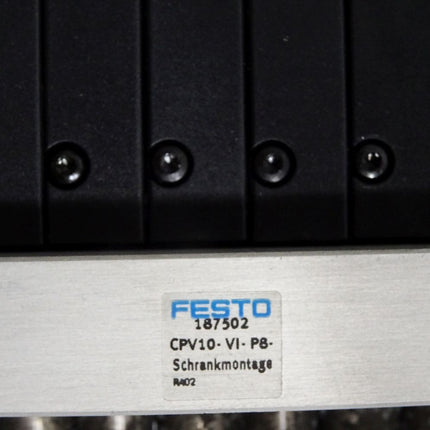 FESTO
187502
CPV10- VI- P8-
Schrankmontage
R402